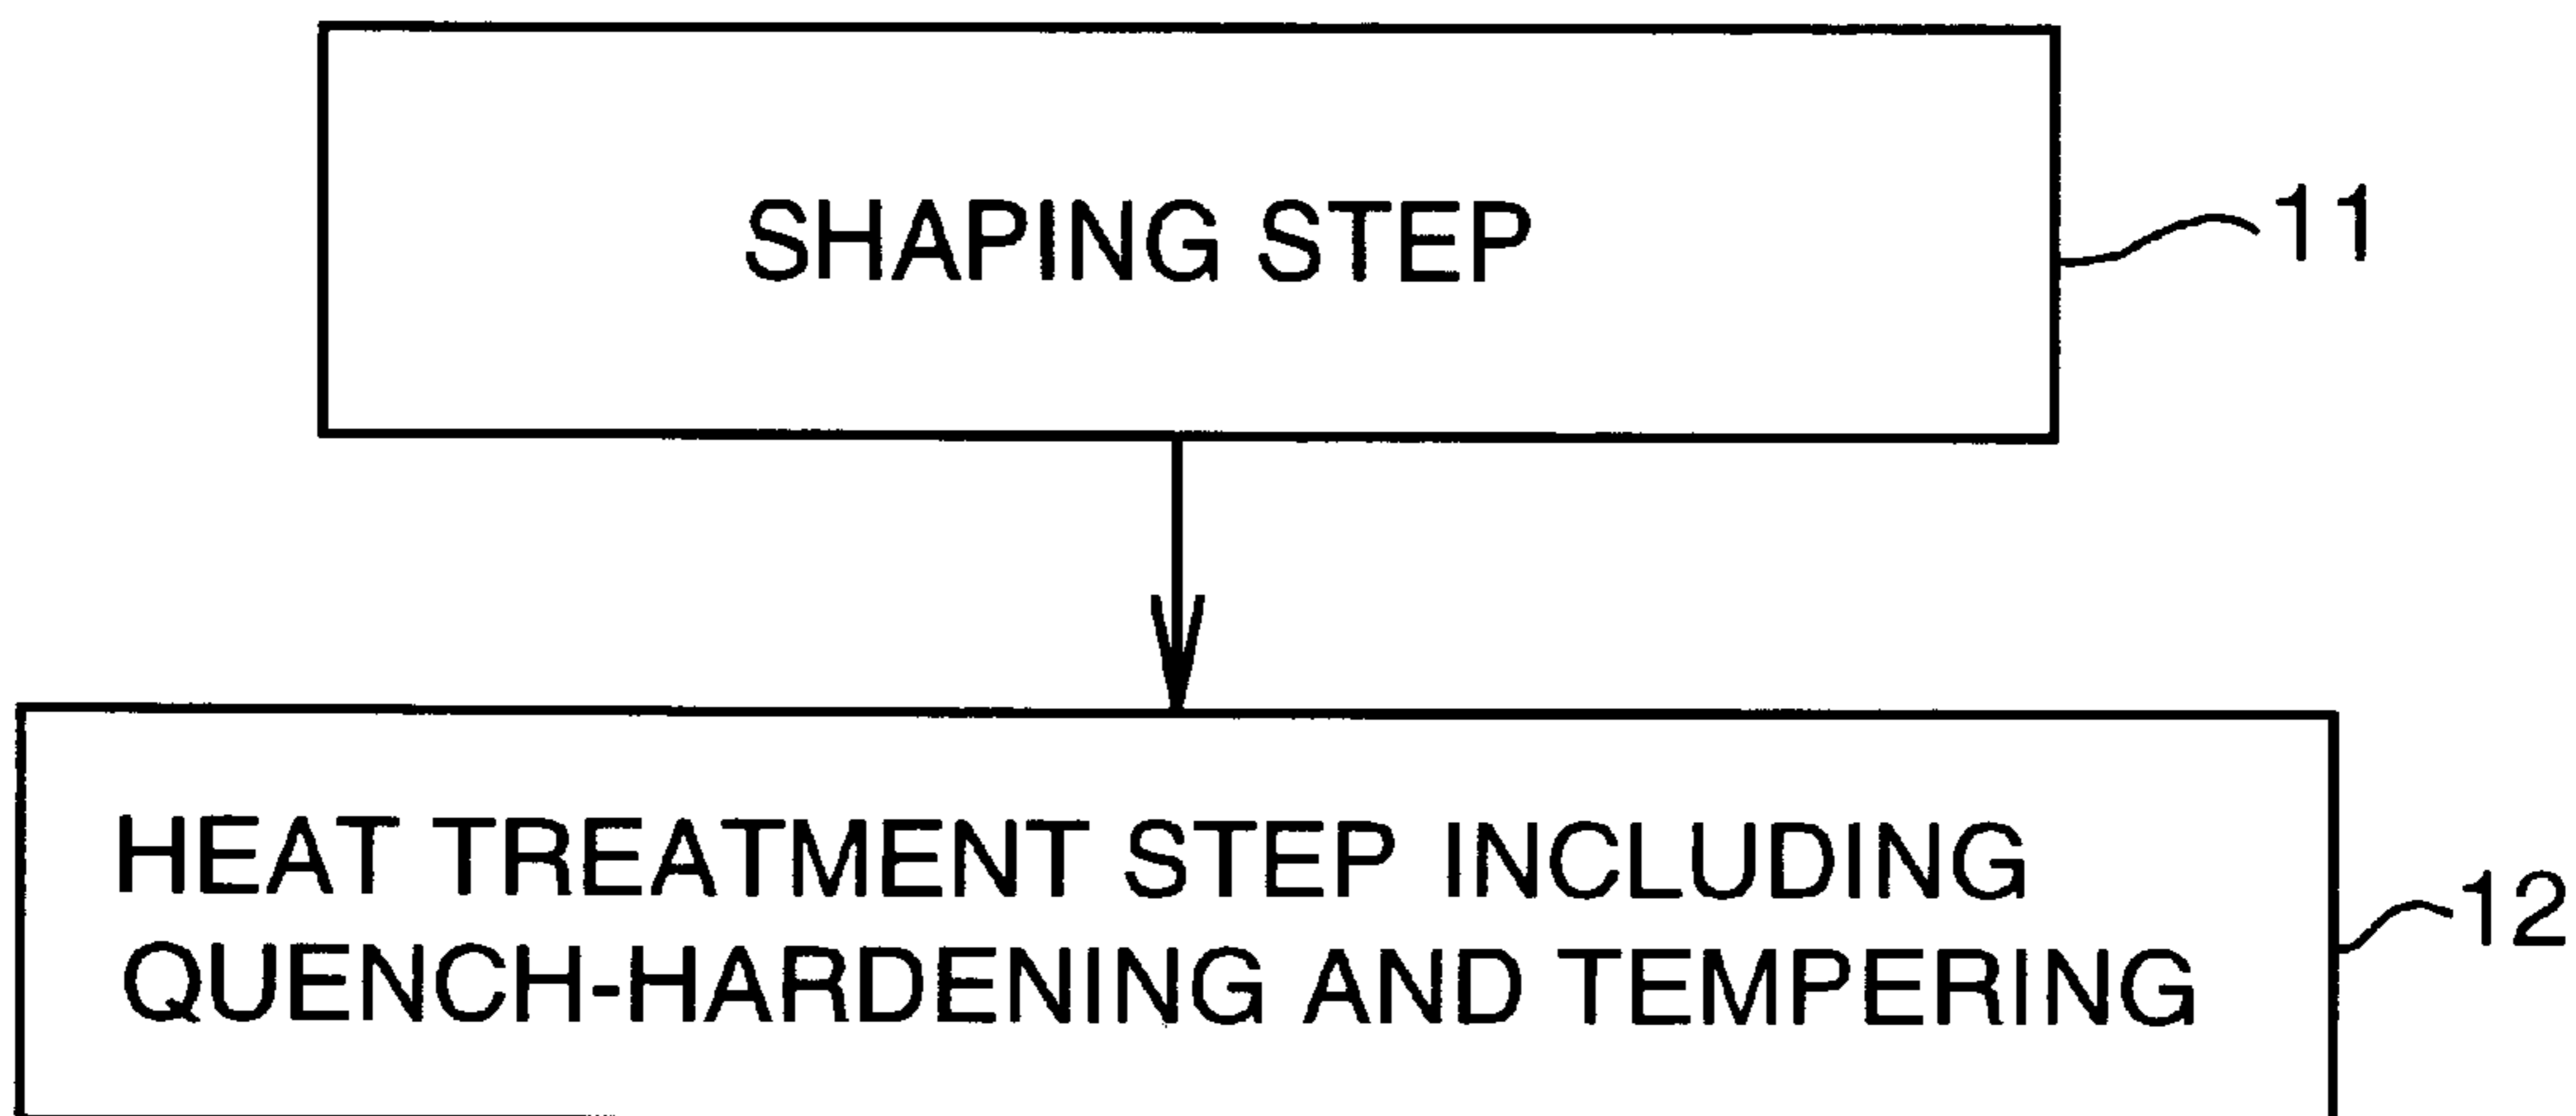 SHAPING STEP
11
HEAT TREATMENT STEP INCLUDING
QUENCH-HARDENING AND TEMPERING
12